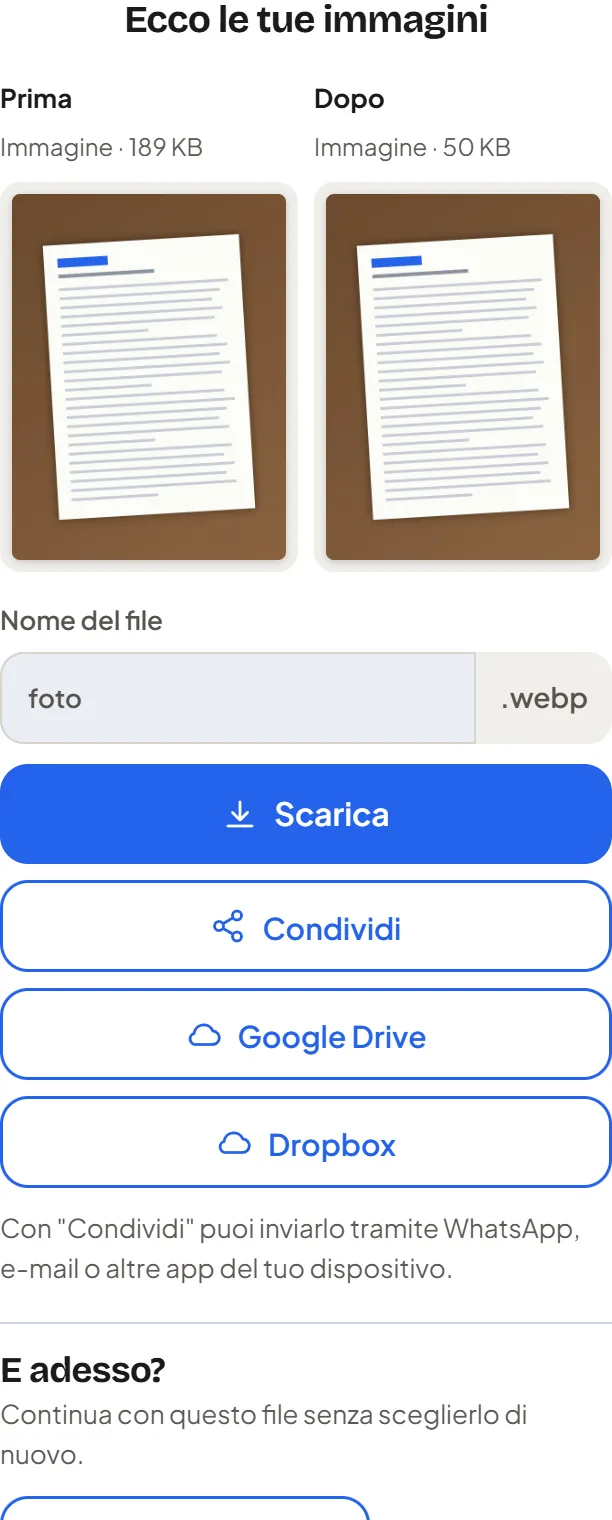 Ecco le tue immagini
Prima
Dopo
Immagine · 189 KB
Immagine · 50 KB
Nome del file
foto
.webp
Scarica
Condividi
Google Drive
Dropbox
Con "Condividi" puoi inviarlo tramite WhatsApp,
e-mail o altre app del tuo dispositivo.
E adesso?
Continua con questo file senza sceglierlo di
nuovo.